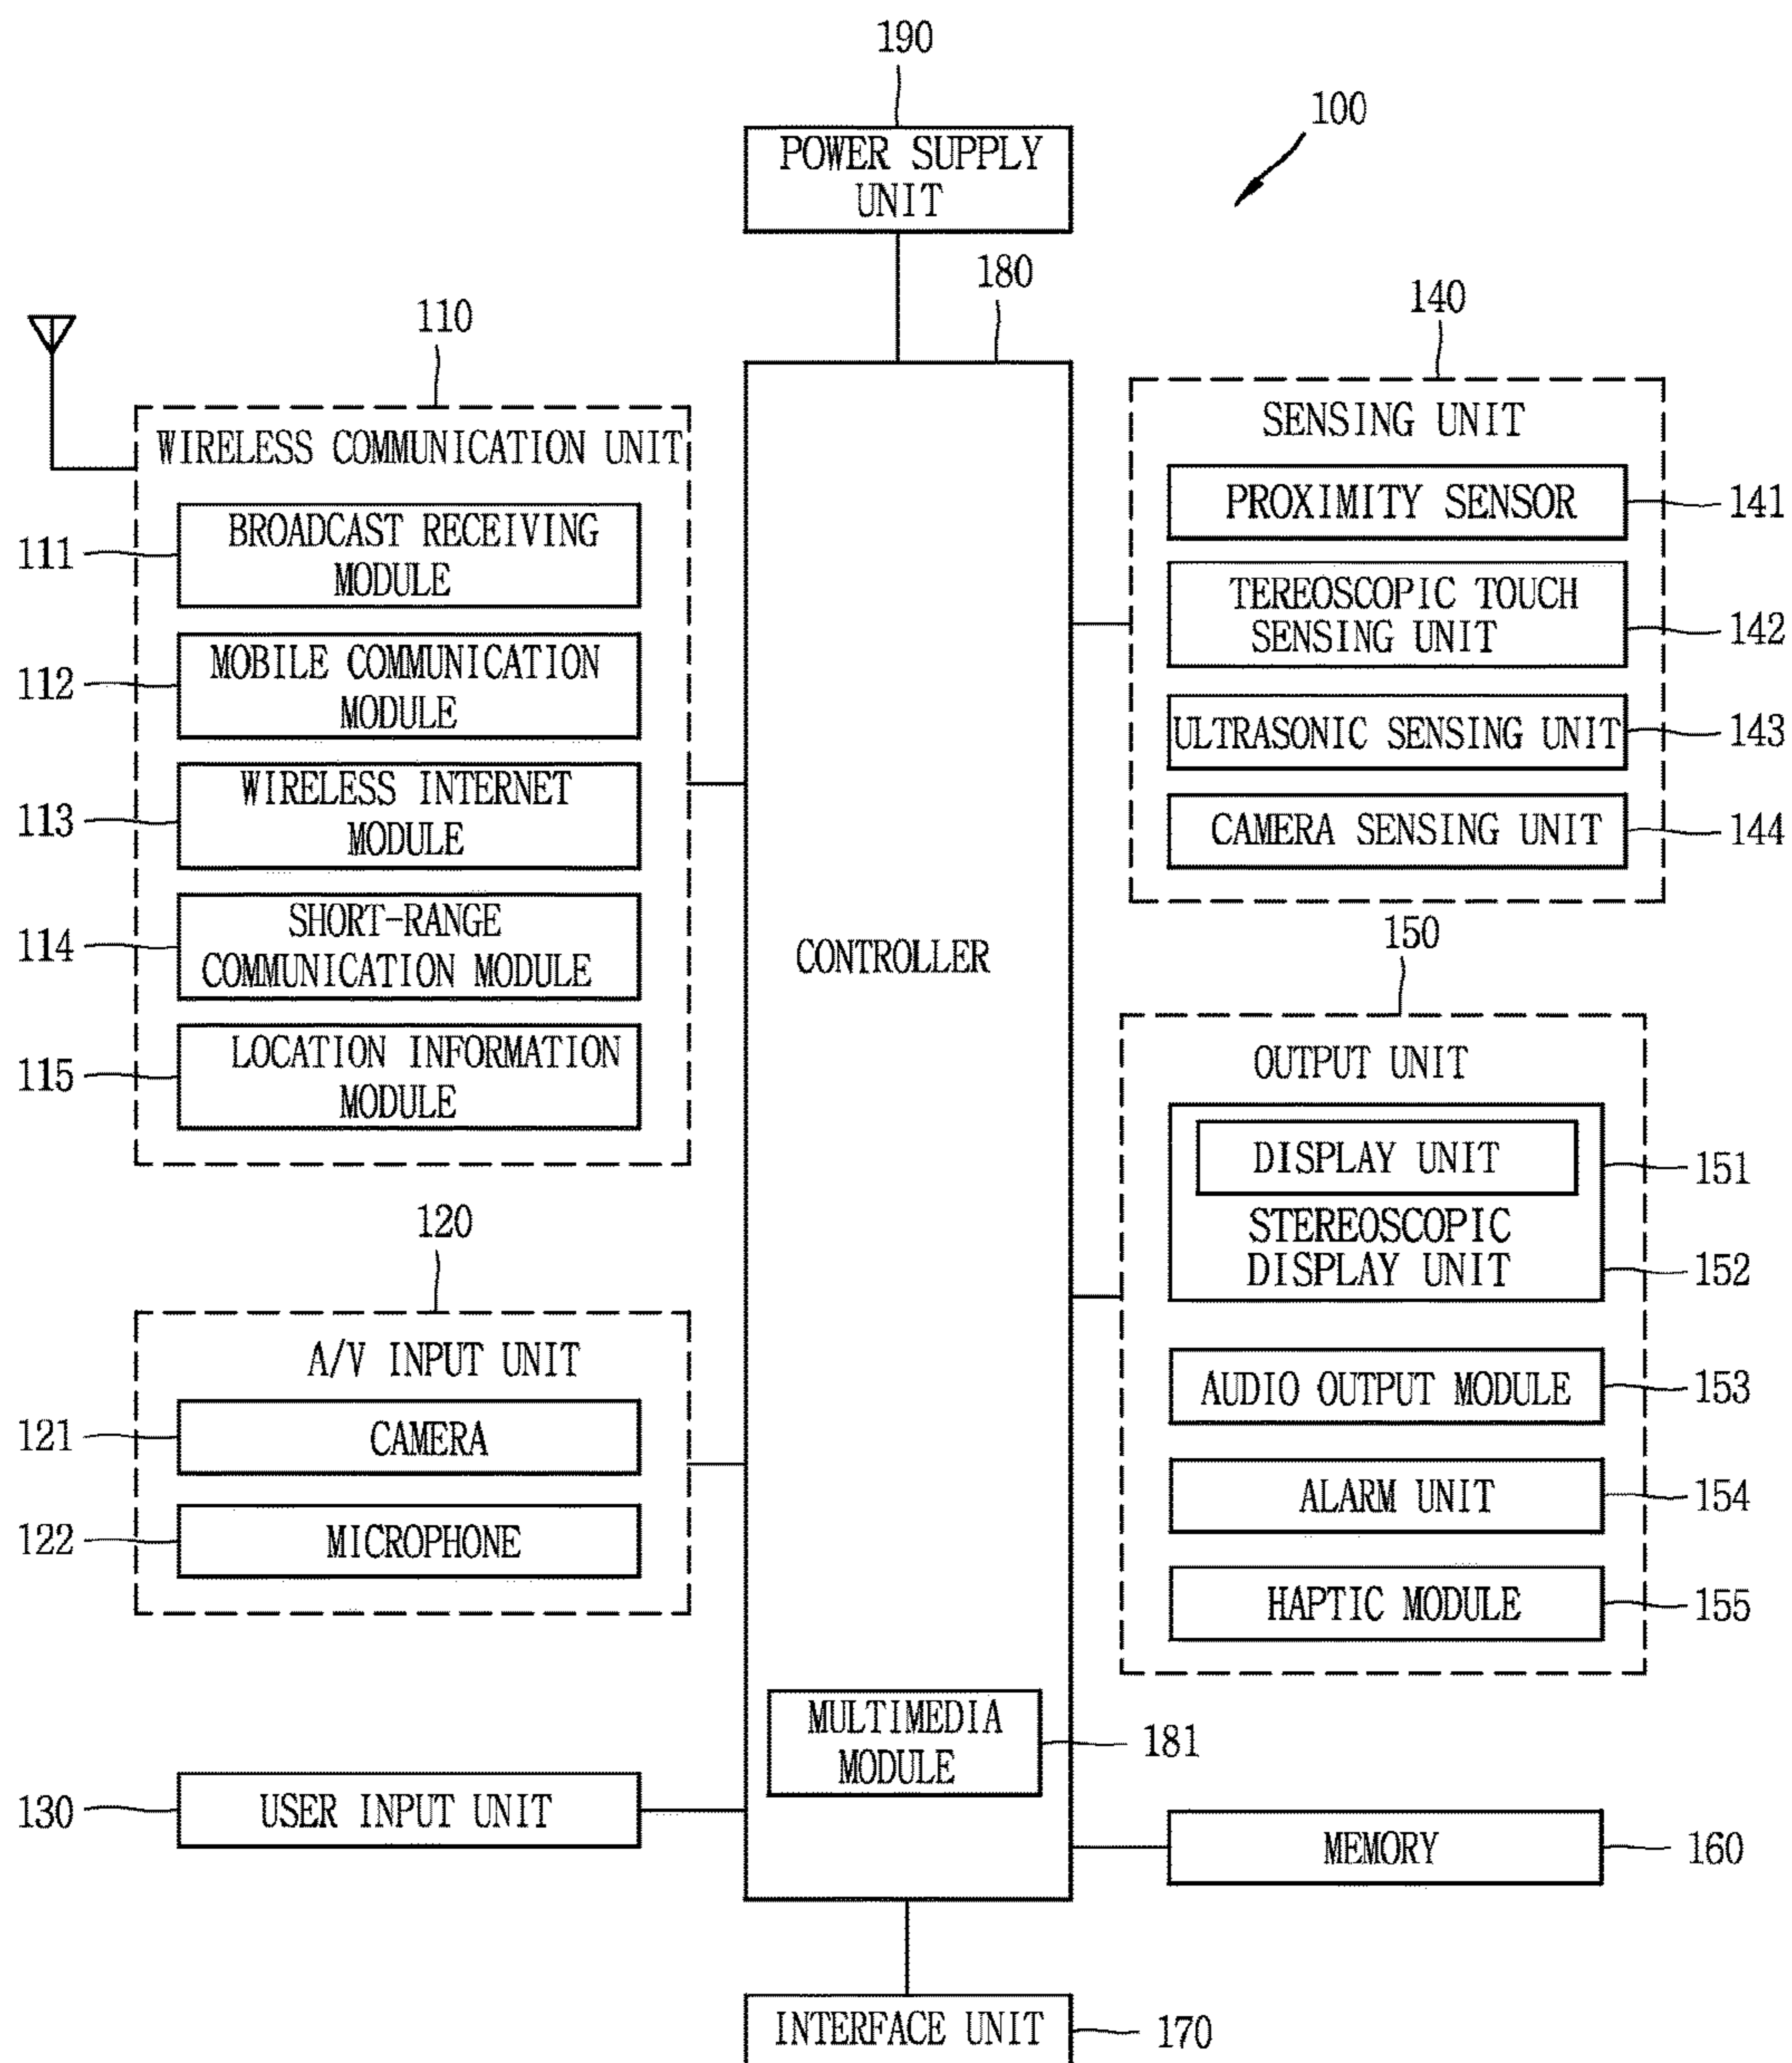 190
POWER SUPPLY
UNIT
100
180
110
WIRELESS COMMUNICATION UNIT
111
BROADCAST RECEIVING
MODULE
112
MOBILE COMMUNICATION
MODULE
113
WIRELESS INTERNET
MODULE
114
SHORT-RANGE
COMMUNICATION MODULE
115
LOCATION INFORMATION
MODULE
120
A/V INPUT UNIT
121
CAMERA
122
MICROPHONE
130
USER INPUT UNIT
CONTROLLER
MULTIMEDIA
MODULE
181
140
SENSING UNIT
PROXIMITY SENSOR
141
TEREOSCOPIC TOUCH
SENSING UNIT
142
ULTRASONIC SENSING UNIT
143
CAMERA SENSING UNIT
144
150
OUTPUT UNIT
DISPLAY UNIT
151
STEREOSCOPIC
DISPLAY UNIT
152
AUDIO OUTPUT MODULE
153
ALARM UNIT
154
HAPTIC MODULE
155
MEMORY
160
INTERFACE UNIT
170